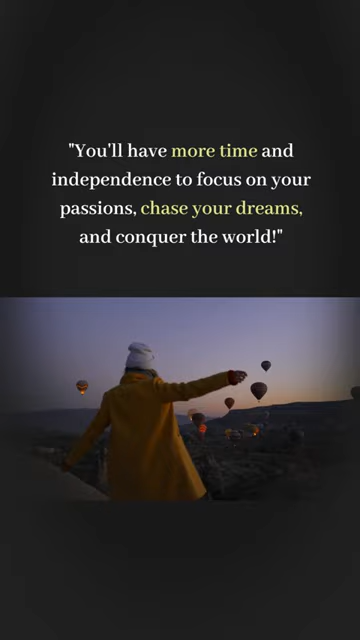 "You'll have more time and
independence to focus on your
passions, chase your dreams,
and conquer the world!"